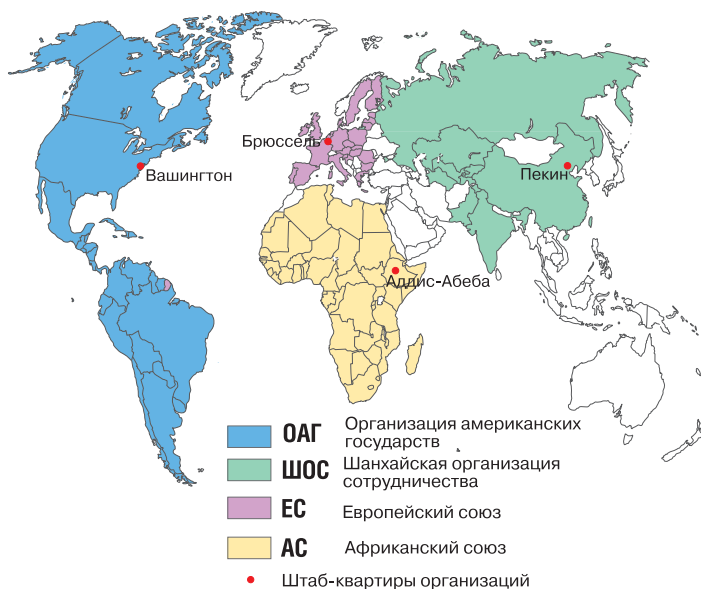 Брюссель
Вашингтон
Пекин
Аддис-Абеба
ОАГ Организация американских
государств
ШОС Шанхайская организация
сотрудничества
ЕС Европейский союз
АС Африканский союз
Штаб-квартиры организаций